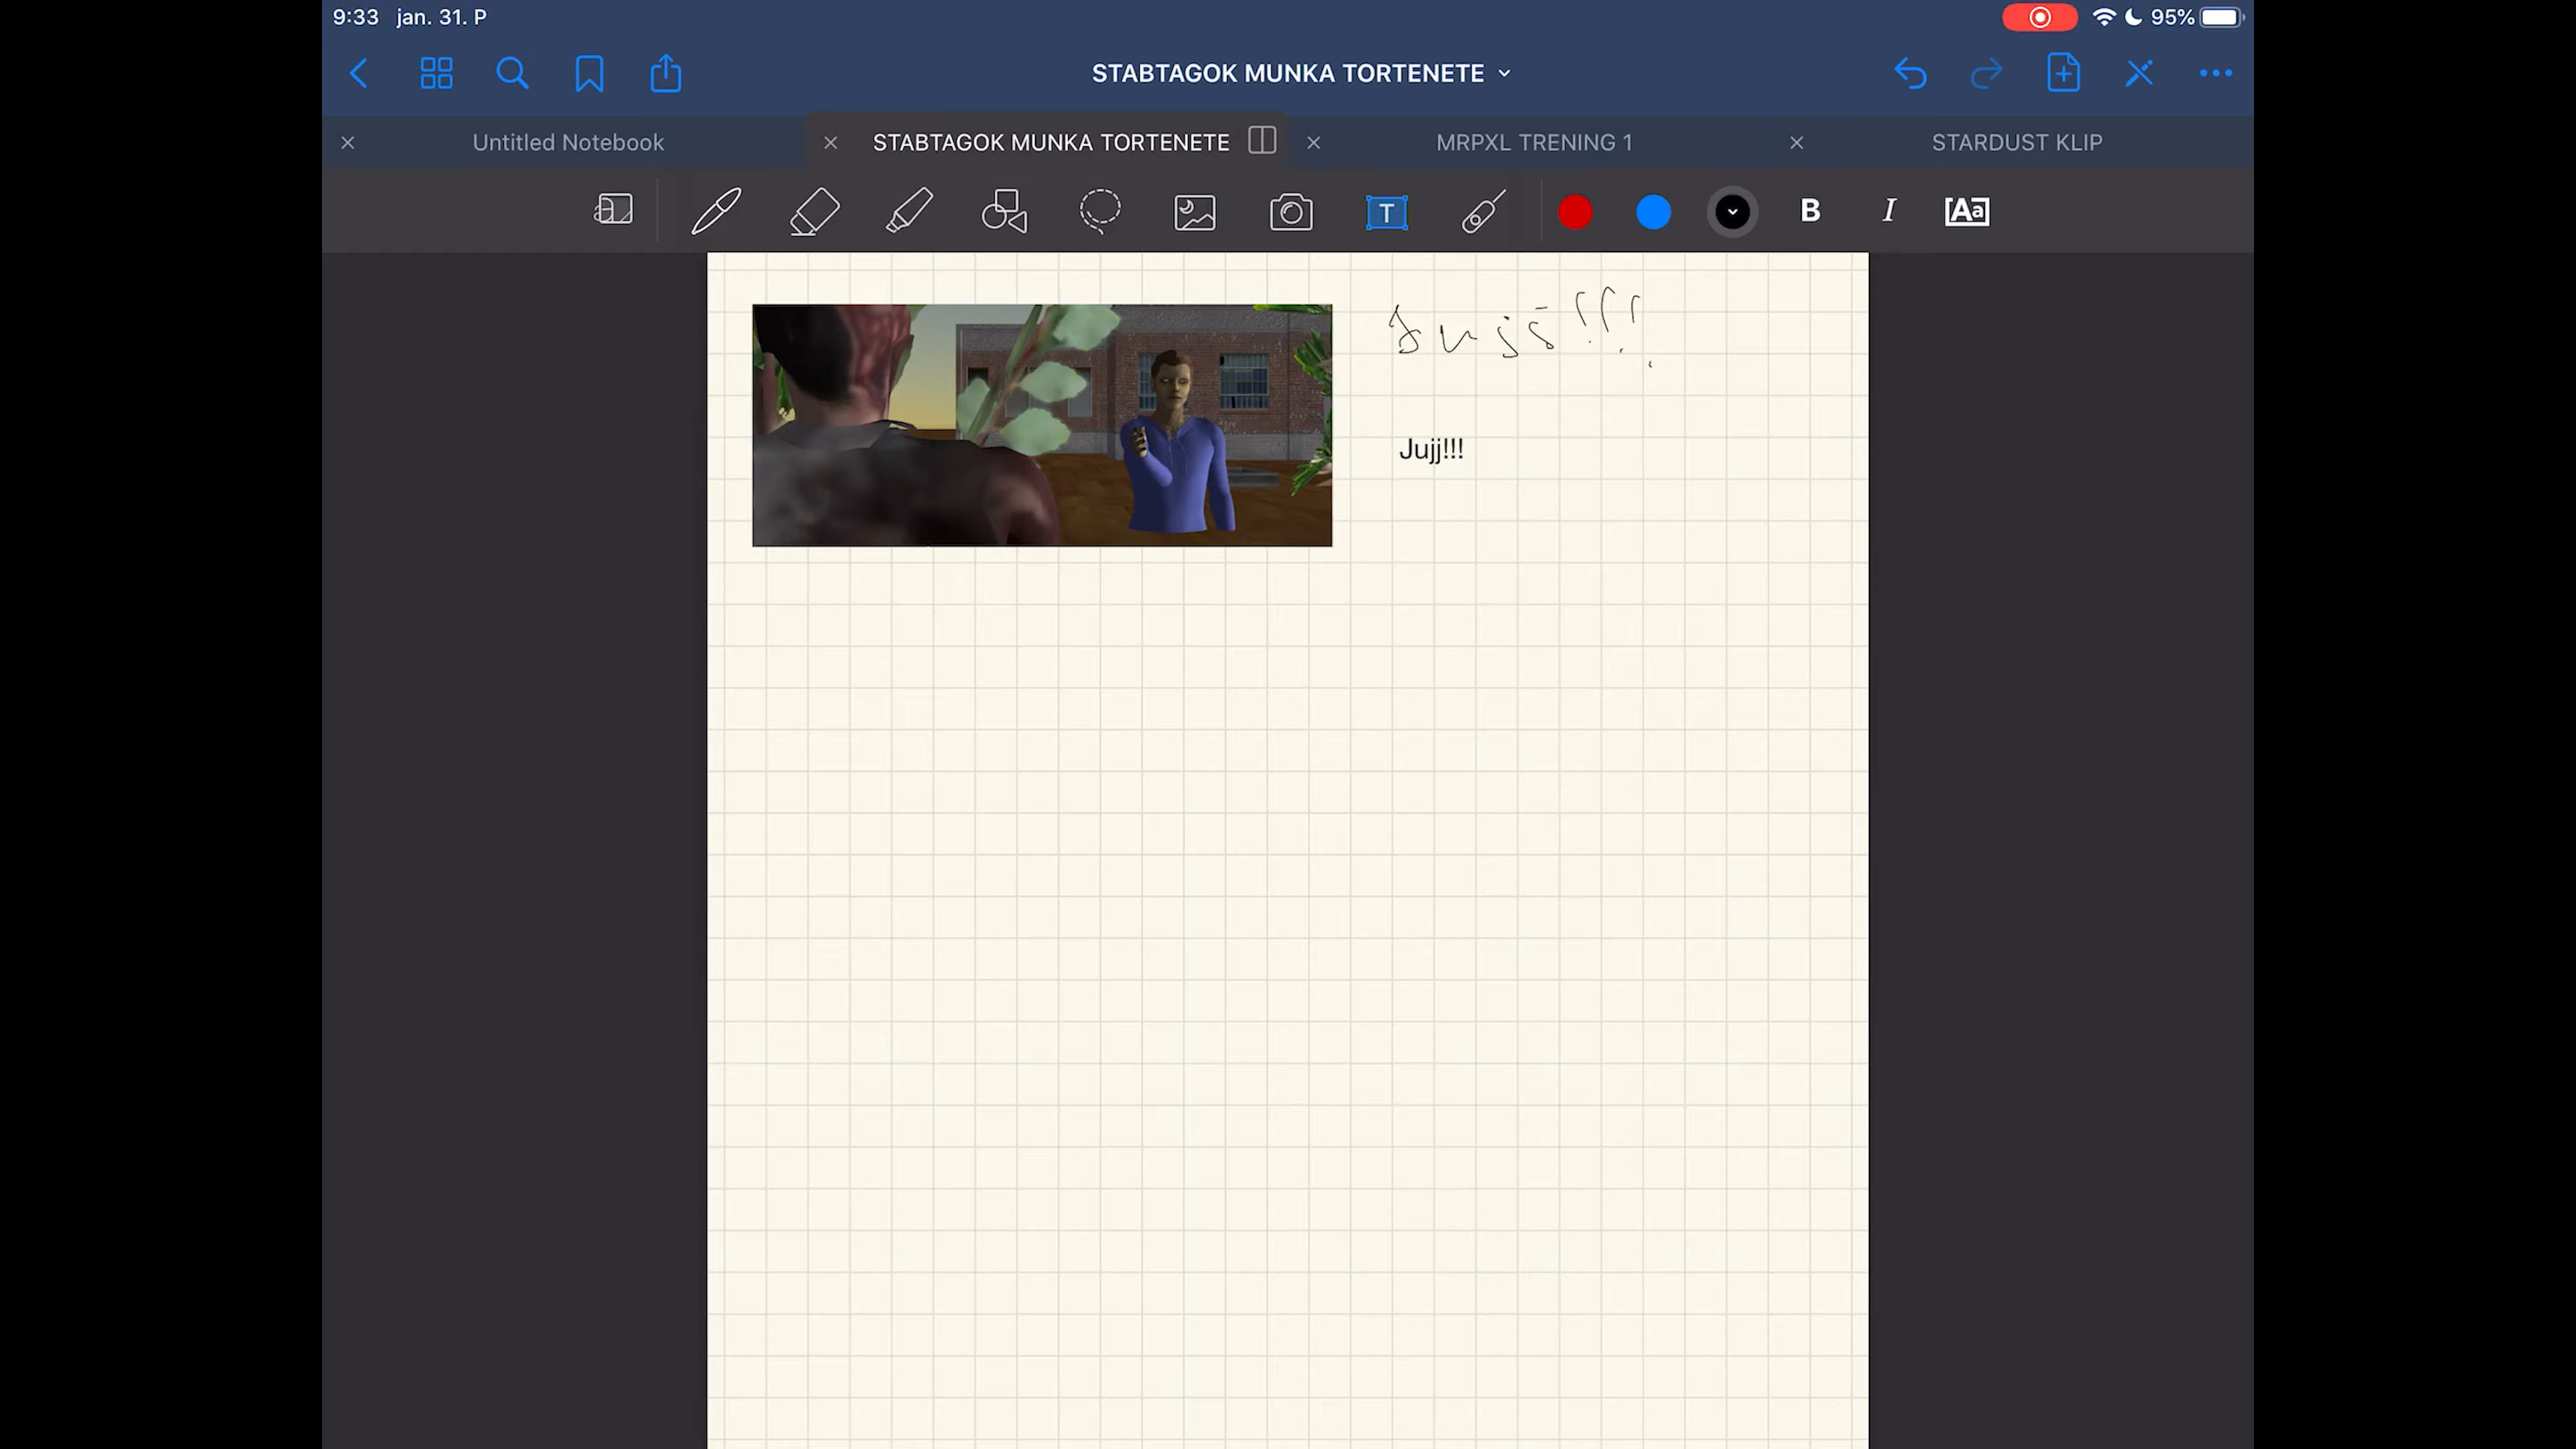 9:33 jan. 31. P 95%
STABTAGOK MUNKA TORTENETE
Untitled Notebook STABTAGOK MUNKA TORTENETE MRPXL TRENING 1 STARDUST KLIP
a T B I Aa
Jujj!!!
Jujj!!!